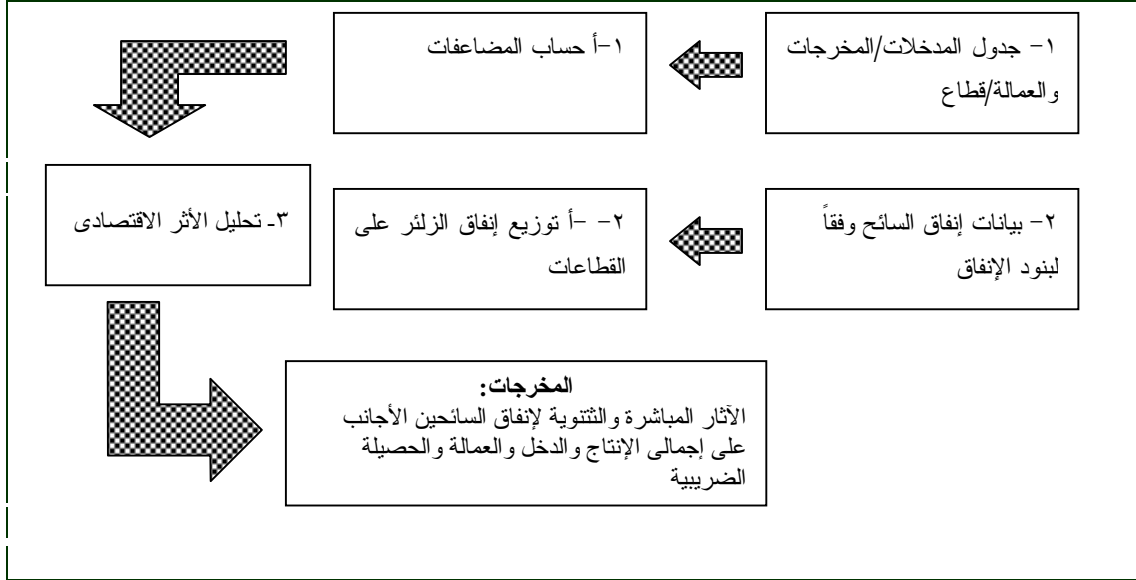 ١- جدول المدخلات/المخرجات
والعمالة/قطاع
١-أ حساب المضاعفات
٢- بيانات إنفاق السائح وفقاً
لبنود الإنفاق
٢- -أ توزيع إنفاق الزلئر على
القطاعات
٣- تحليل الأثر الاقتصادى
المخرجات:
الآثار المباشرة والثتنوية لإنفاق السائحين الأجانب
على إجمالى الإنتاج والدخل والعمالة والحصيلة
الضريبية